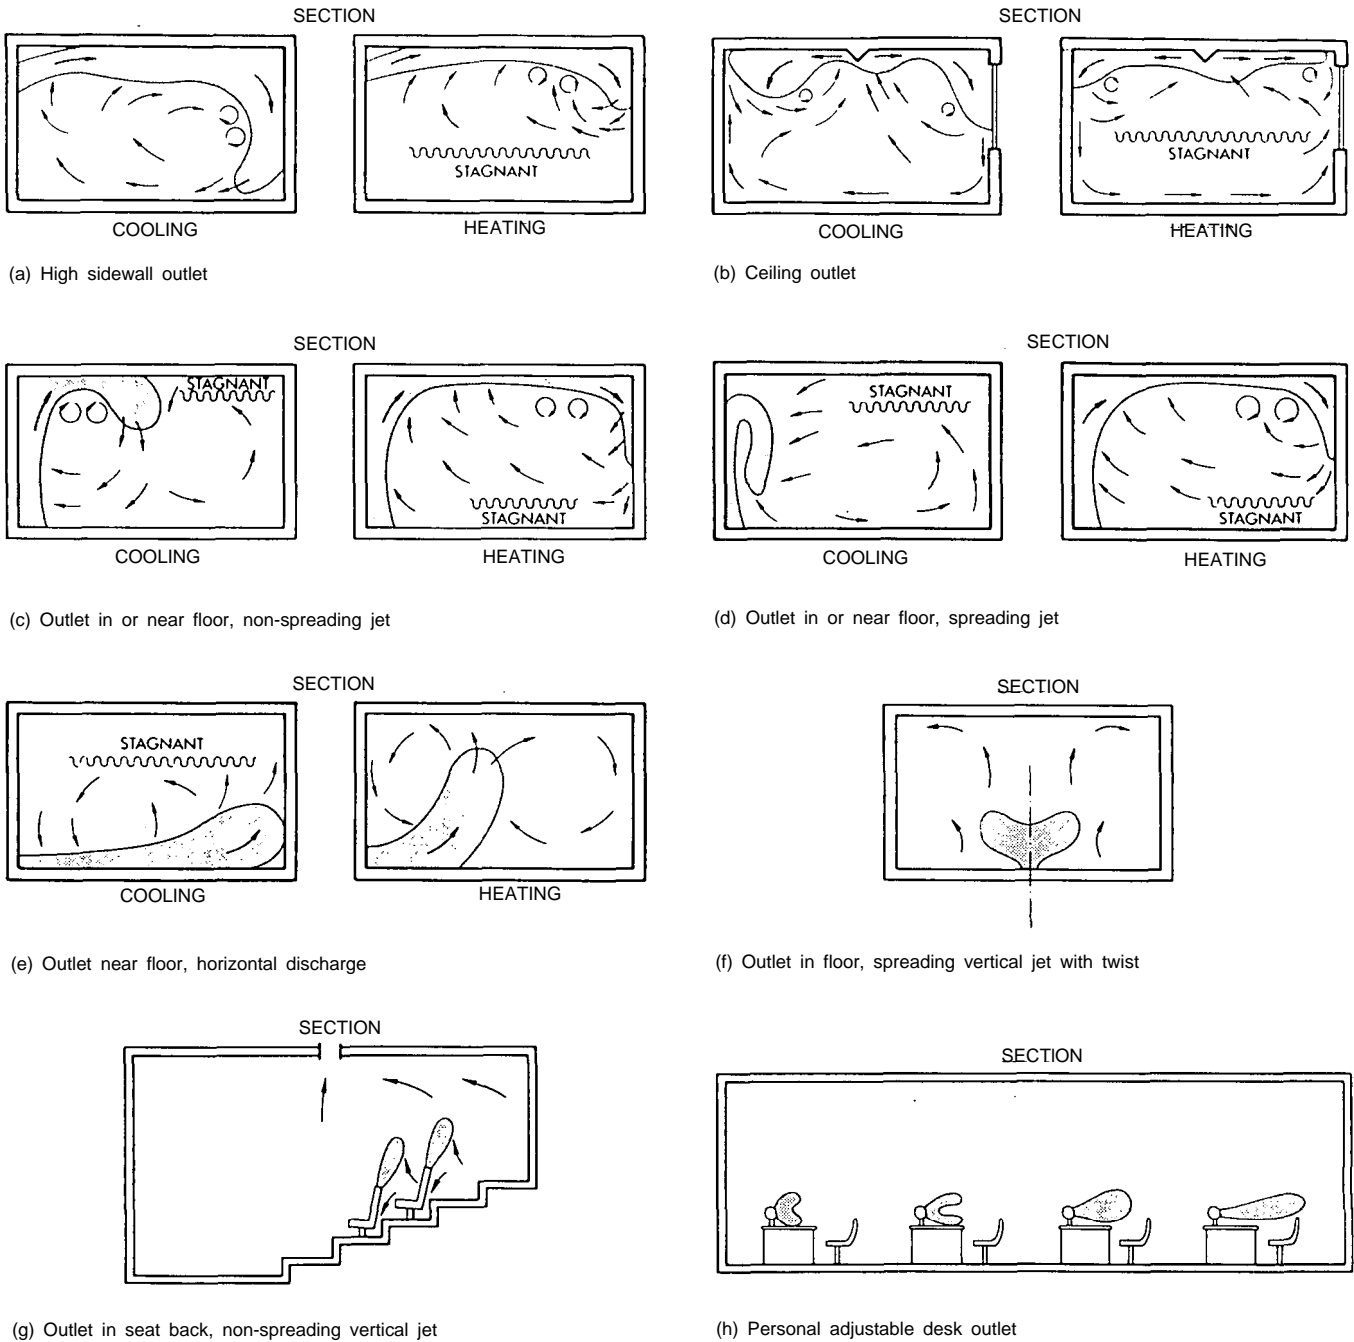 SECTION
SECTION
STAGNANT
STAGNANT
COOLING
HEATING
COOLING
HEATING
(a) High sidewall outlet
(b) Ceiling outlet
SECTION
SECTION
STAGNANT
STAGNANT
STAGNANT
STAGNANT
COOLING
HEATING
COOLING
HEATING
(c) Outlet in or near floor, non-spreading jet
(d) Outlet in or near floor, spreading jet
SECTION
SECTION
STAGNANT
COOLING
HEATING
(e) Outlet near floor, horizontal discharge
(f) Outlet in floor, spreading vertical jet with twist
SECTION
SECTION
(g) Outlet in seat back, non-spreading vertical jet
(h) Personal adjustable desk outlet